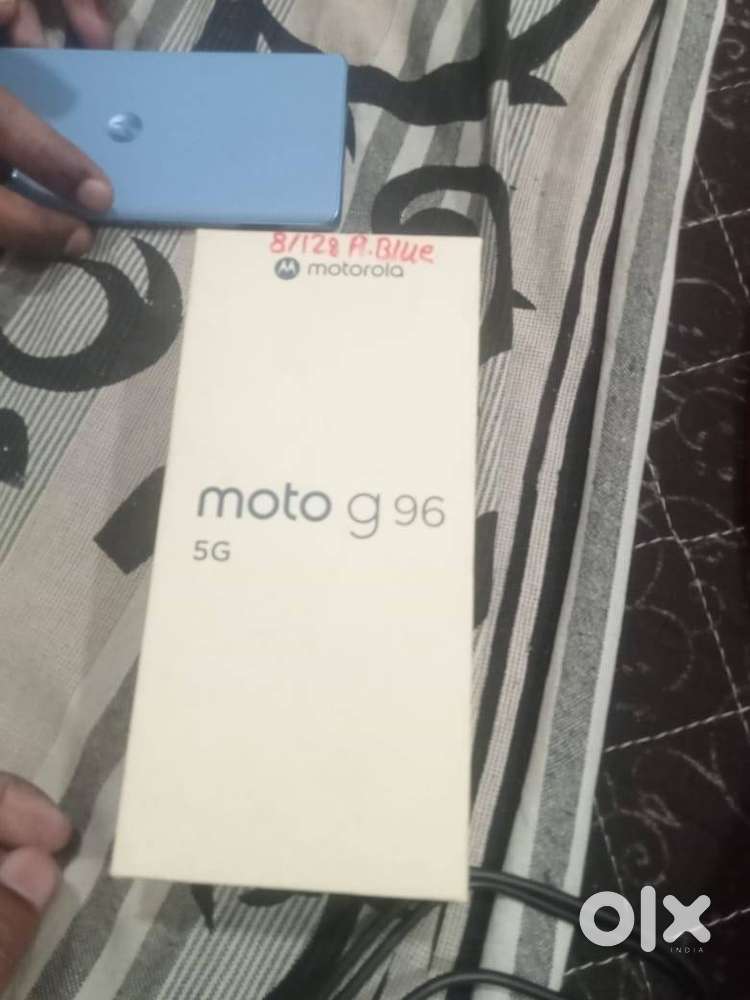 8/128 A.Blue
motorola
moto g 96
5G
olx
INDIA